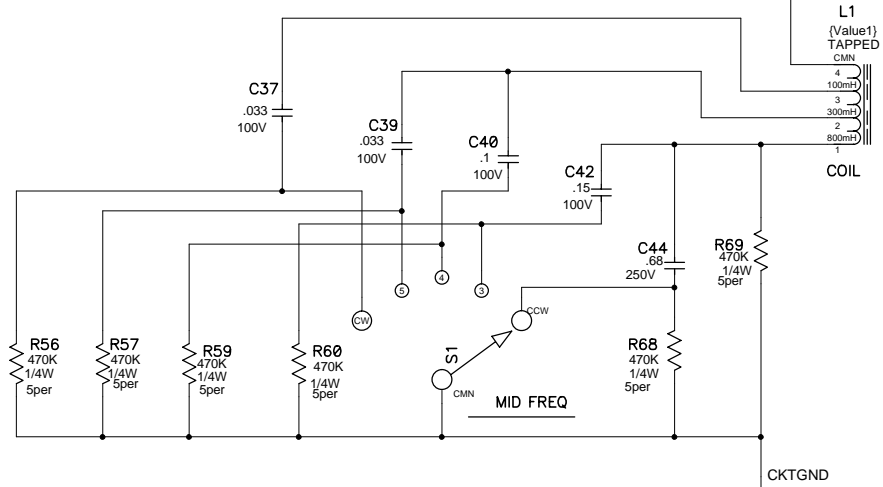 L1
{Value1}
TAPPED
CMN
4
100mH
3
300mH
2
800mH
1
COIL
C37
.033
100V
C39
.033
100V
C40
.1
100V
C42
.15
100V
C44
.68
250V
R69
470K
1/4W
5per
5
4
3
CW
CCW
S1
CMN
MID FREQ
R56
470K
1/4W
5per
R57
470K
1/4W
5per
R59
470K
1/4W
5per
R60
470K
1/4W
5per
R68
470K
1/4W
5per
CKTGND